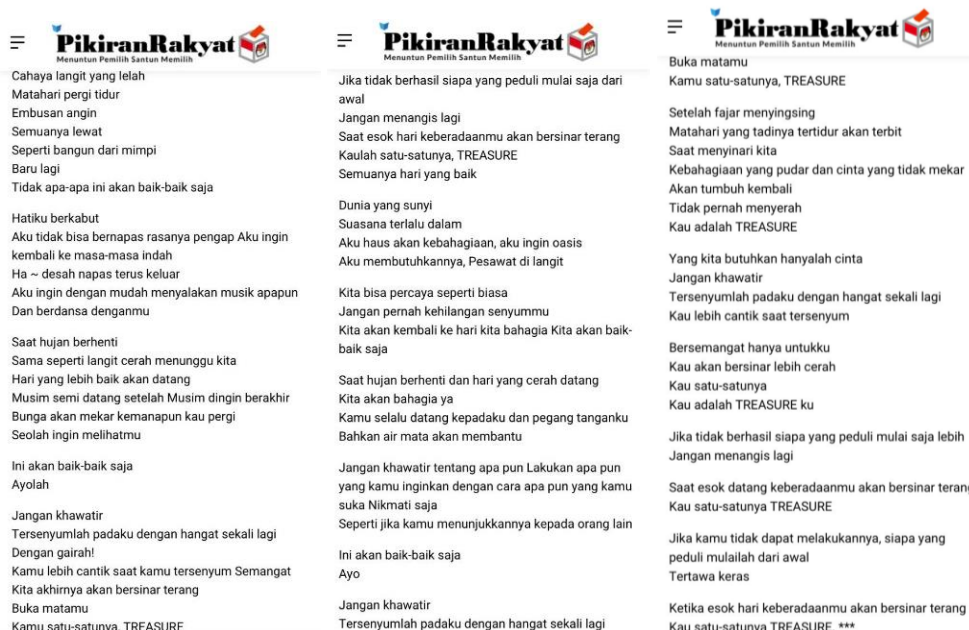 PikiranRakyat
Menuntun Pemilih Santun Memilih
Cahaya langit yang lelah
Matahari pergi tidur
Embusan angin
Semuanya lewat
Seperti bangun dari mimpi
Baru lagi
Tidak apa-apa ini akan baik-baik saja
Hatiku berkabut
Aku tidak bisa bernapas rasanya pengap Aku ingin
kembali ke masa-masa indah
Ha ~ desah napas terus keluar
Aku ingin dengan mudah menyalakan musik apapun
Dan berdansa denganmu
Saat hujan berhenti
Sama seperti langit cerah menunggu kita
Hari yang lebih baik akan datang
Musim semi datang setelah Musim dingin berakhir
Bunga akan mekar kemanapun kau pergi
Seolah ingin melihatmu
Ini akan baik-baik saja
Ayolah
Jangan khawatir
Tersenyumlah padaku dengan hangat sekali lagi
Dengan gairah!
Kamu lebih cantik saat kamu tersenyum Semangat
Kita akhirnya akan bersinar terang
Buka matamu
Kamu satu-satunya, TREASURE
PikiranRakyat
Menuntun Pemilih Santun Memilih
Jika tidak berhasil siapa yang peduli mulai saja dari
awal
Jangan menangis lagi
Saat esok hari keberadaanmu akan bersinar terang
Kaulah satu-satunya, TREASURE
Semuanya hari yang baik
Dunia yang sunyi
Suasana terlalu dalam
Aku haus akan kebahagiaan, aku ingin oasis
Aku membutuhkannya, Pesawat di langit
Kita bisa percaya seperti biasa
Jangan pernah kehilangan senyummu
Kita akan kembali ke hari kita bahagia Kita akan baik-
baik saja
Saat hujan berhenti dan hari yang cerah datang
Kita akan bahagia ya
Kamu selalu datang kepadaku dan pegang tanganku
Bahkan air mata akan membantu
Jangan khawatir tentang apa pun Lakukan apa pun
yang kamu inginkan dengan cara apa pun yang kamu
suka Nikmati saja
Seperti jika kamu menunjukkannya kepada orang lain
Ini akan baik-baik saja
Ayo
Jangan khawatir
Tersenyumlah padaku dengan hangat sekali lagi
PikiranRakyat
Menuntun Pemilih Santun Memilih
Buka matamu
Kamu satu-satunya, TREASURE
Setelah fajar menyingsing
Matahari yang tadinya tertidur akan terbit
Saat menyinari kita
Kebahagiaan yang pudar dan cinta yang tidak mekar
Akan tumbuh kembali
Tidak pernah menyerah
Kau adalah TREASURE
Yang kita butuhkan hanyalah cinta
Jangan khawatir
Tersenyumlah padaku dengan hangat sekali lagi
Kau lebih cantik saat tersenyum
Bersemangat hanya untukku
Kau akan bersinar lebih cerah
Kau satu-satunya
Kau adalah TREASURE ku
Jika tidak berhasil siapa yang peduli mulai saja lebih
Jangan menangis lagi
Saat esok datang keberadaanmu akan bersinar terang
Kau satu-satunya TREASURE
Jika kamu tidak dapat melakukannya, siapa yang
peduli mulailah dari awal
Tertawa keras
Ketika esok hari keberadaanmu akan bersinar terang
Kau satu-satunya TREASURE. ***